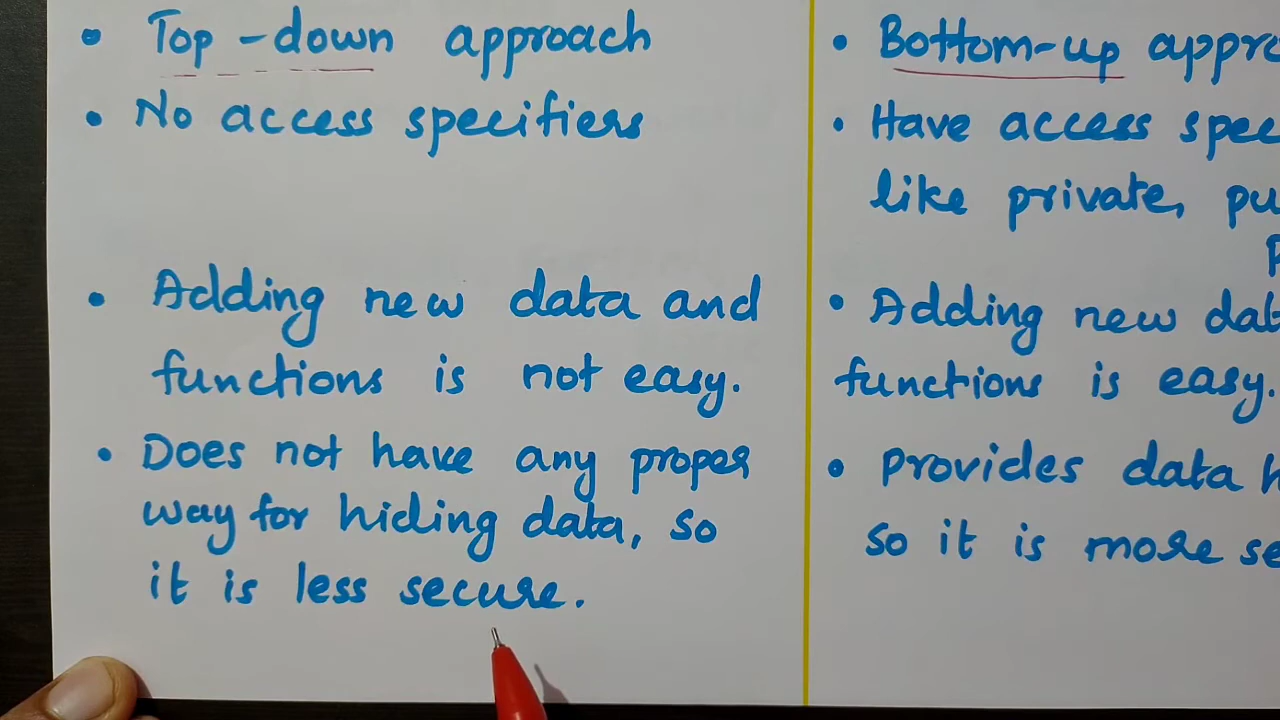 • Top-down approach
• No access specifiers
• Adding new data and
functions is not easy.
• Does not have any proper
way for hiding data, so
it is less secure.
• Bottom-up
• Have access
like private,
• Adding new
functions is easy.
• Provides data
so it is more